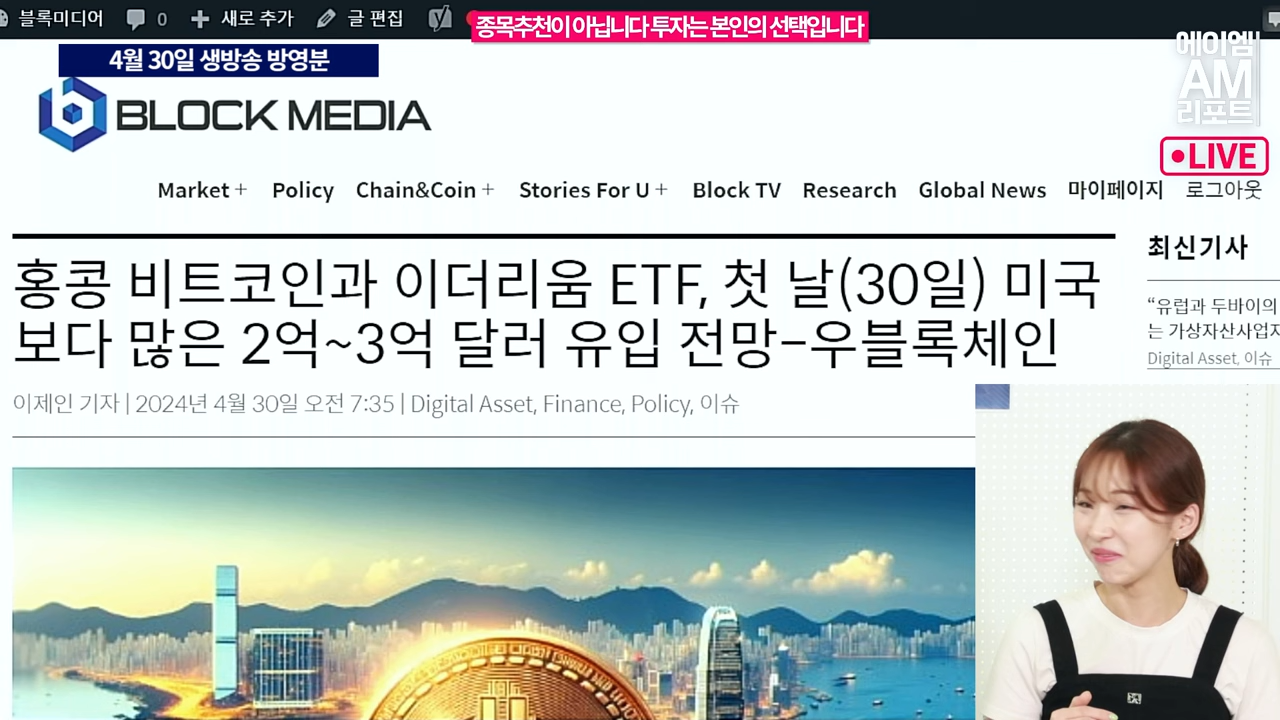 블록미디어 0 새로 추가 글 편집
종목추천이 아닙니다 투자는 본인의 선택입니다
4월 30일 생방송 방영분
에이엠
AM
리포트
LIVE
BLOCK MEDIA
Market + Policy Chain&Coin + Stories For U + Block TV Research Global News 마이페이지 로그아웃
홍콩 비트코인과 이더리움 ETF, 첫 날(30일) 미국
보다 많은 2억~3억 달러 유입 전망–우블록체인
이제인 기자 | 2024년 4월 30일 오전 7:35 | Digital Asset, Finance, Policy, 이슈
최신기사
“유럽과 두바이의
는 가상자산사업자
Digital Asset, 이슈